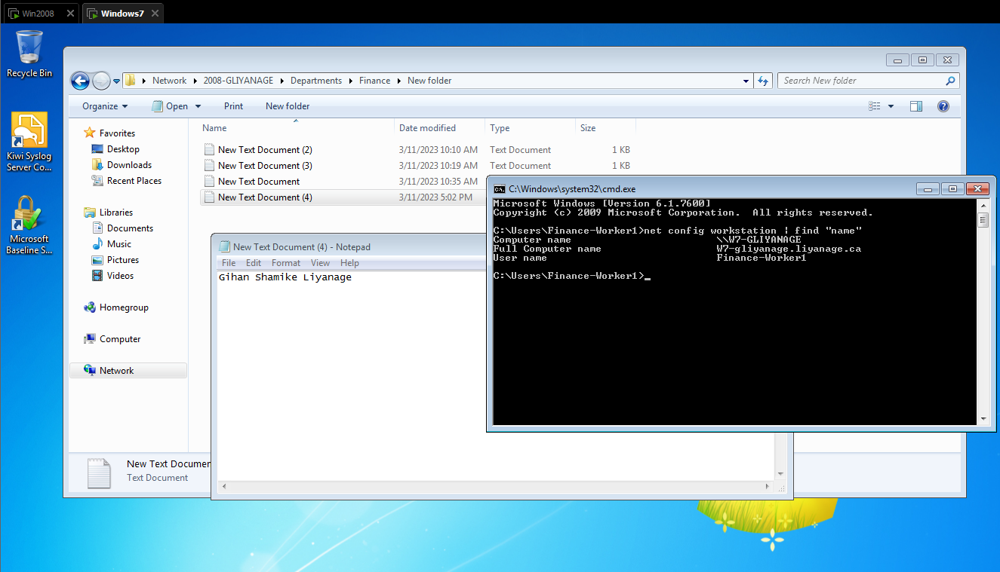 Win2008
Windows7
Recycle Bin
Kiwi Syslog
Server Co...
Microsoft
Baseline S...
Network 2008-GLIYANAGE Departments Finance New folder
Search New folder
Organize Open Print New folder
Favorites
Desktop
Downloads
Recent Places
Libraries
Documents
Music
Pictures
Videos
Homegroup
Computer
Network
Name Date modified Type Size
New Text Document (2) 3/11/2023 10:10 AM Text Document 1 KB
New Text Document (3) 3/11/2023 10:19 AM Text Document 1 KB
New Text Document 3/11/2023 10:35 AM
New Text Document (4) 3/11/2023 5:02 PM
New Text Documen
Text Document
New Text Document (4) - Notepad
File Edit Format View Help
Gihan Shamike Liyanage
C:\Windows\system32\cmd.exe
Microsoft Windows [Version 6.1.7600]
Copyright (c) 2009 Microsoft Corporation. All rights reserved.
C:\Users\Finance-Worker1>net config workstation | find "name"
Computer name \\W7-GLIYANAGE
Full Computer name W7-gliyanage.liyanage.ca
User name Finance-Worker1
C:\Users\Finance-Worker1>_